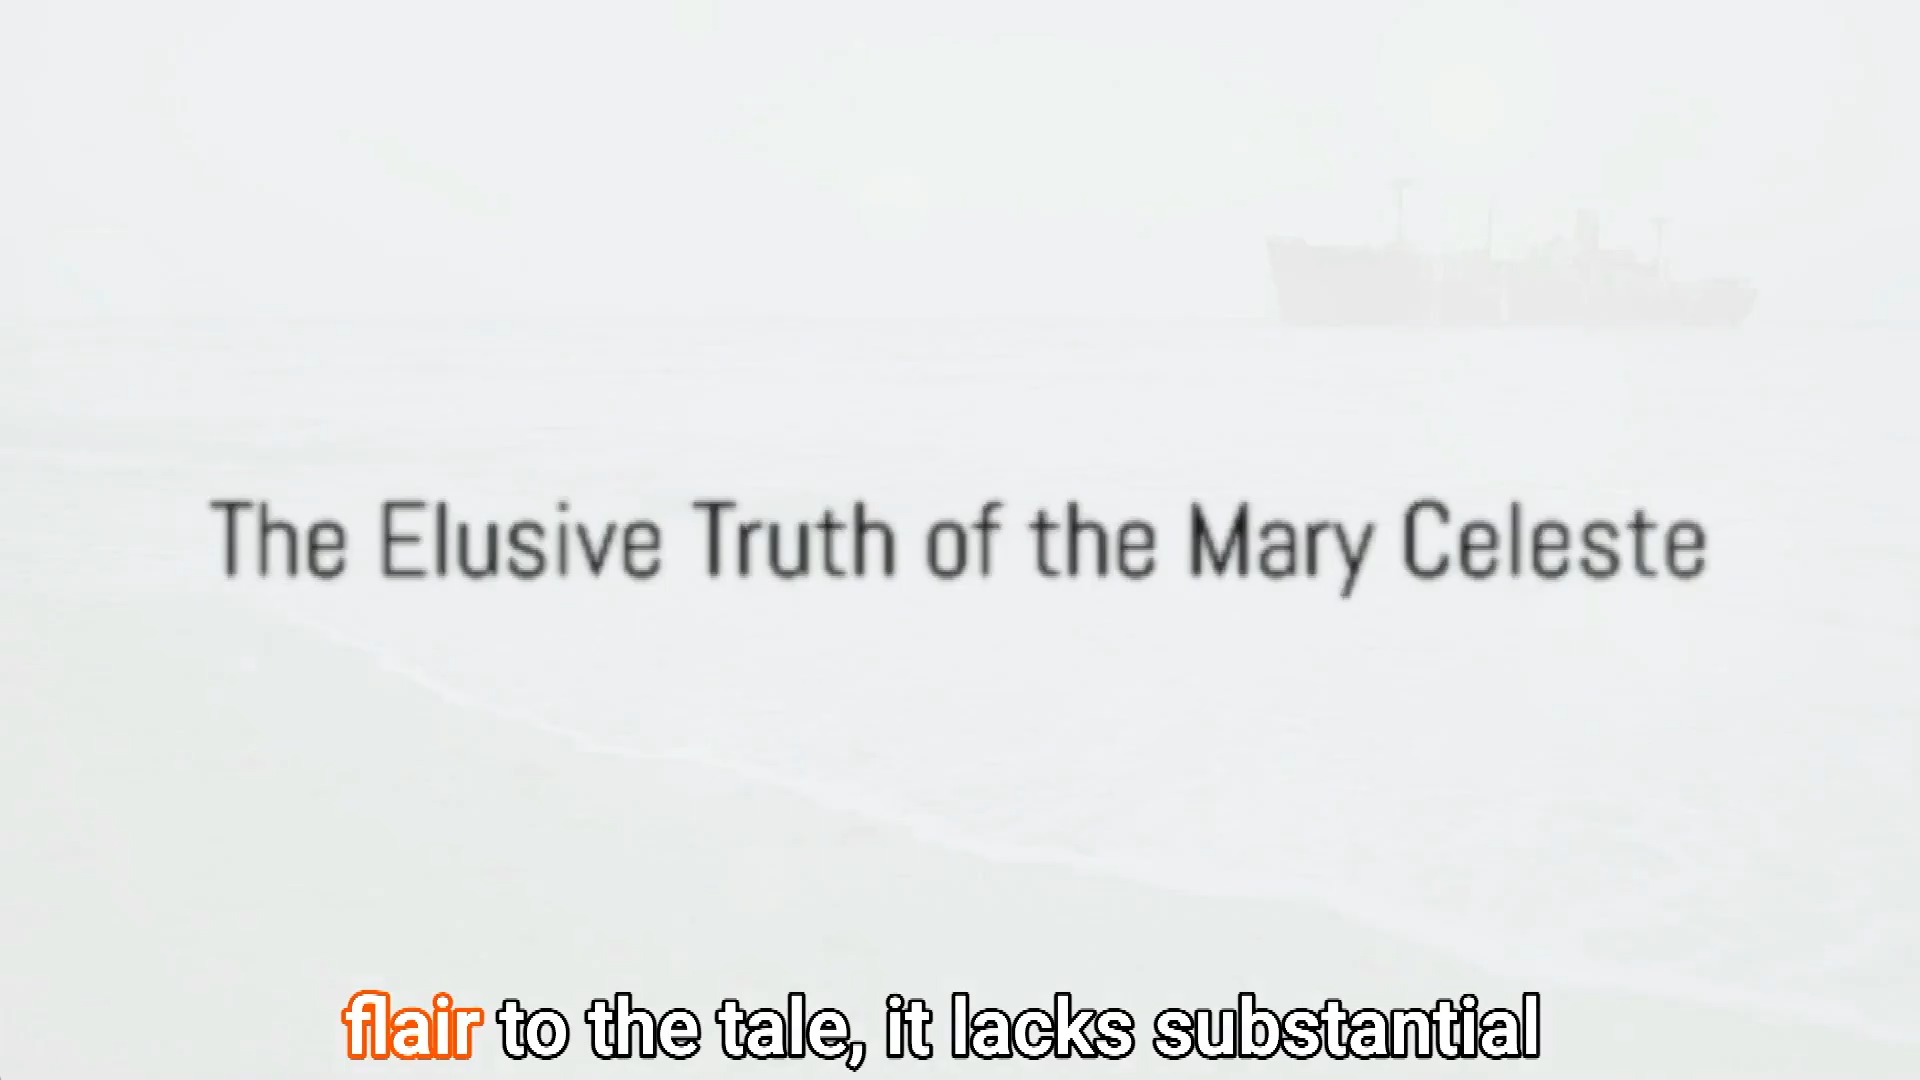 The Elusive Truth of the Mary Celeste
flair to the tale, it lacks substantial